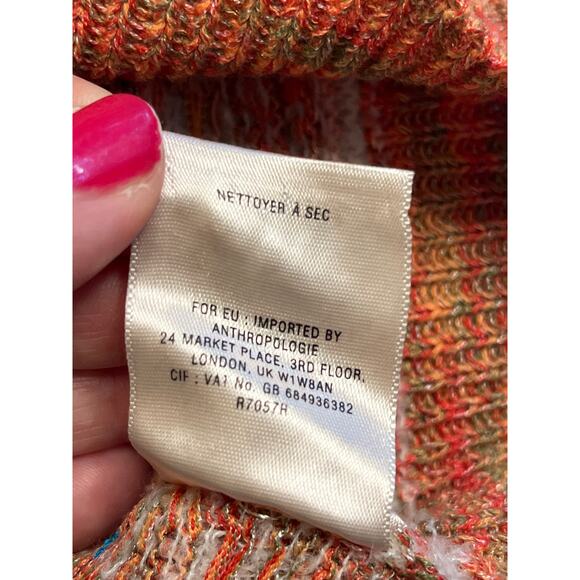 NETTOYER À SEC
FOR EU : IMPORTED BY
ANTHROPOLOGIE
24 MARKET PLACE, 3RD FLOOR,
LONDON, UK W1W8AN
CIF : VAT No. GB 684936382
R7057H